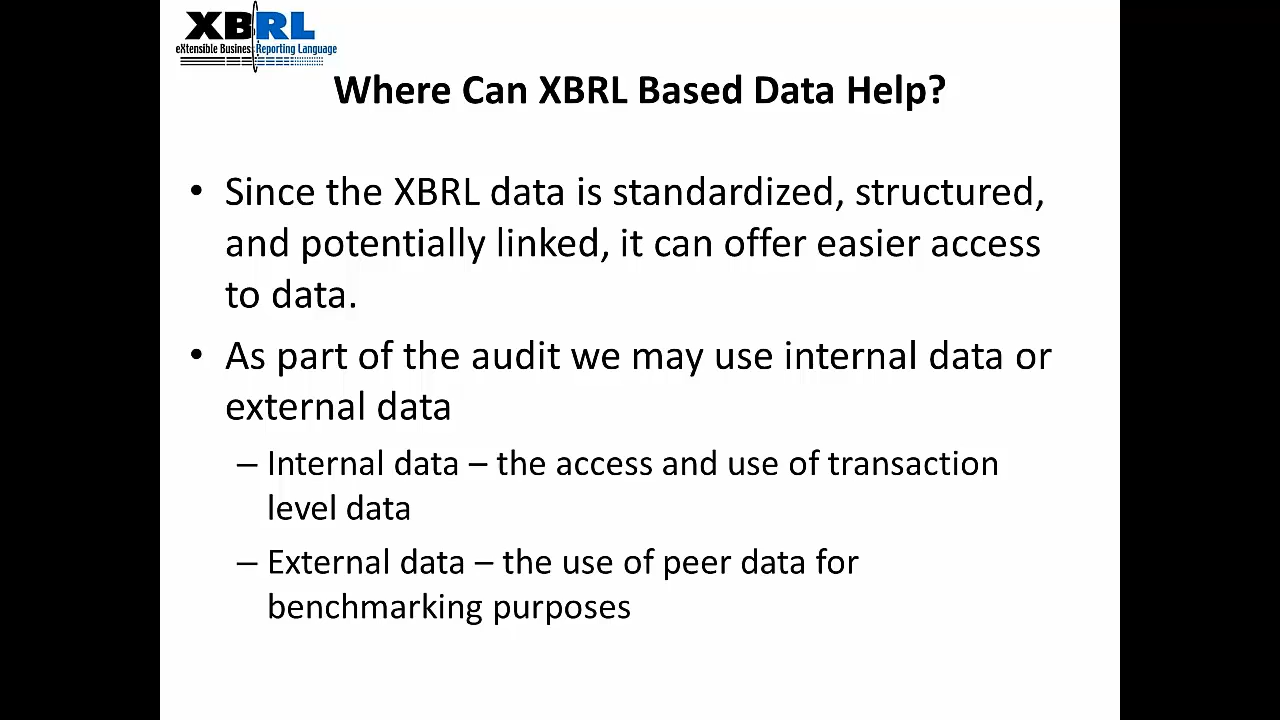 XBRL
eXtensible Business Reporting Language
Where Can XBRL Based Data Help?
• Since the XBRL data is standardized, structured,
and potentially linked, it can offer easier access
to data.
• As part of the audit we may use internal data or
external data
– Internal data – the access and use of transaction
level data
– External data – the use of peer data for
benchmarking purposes